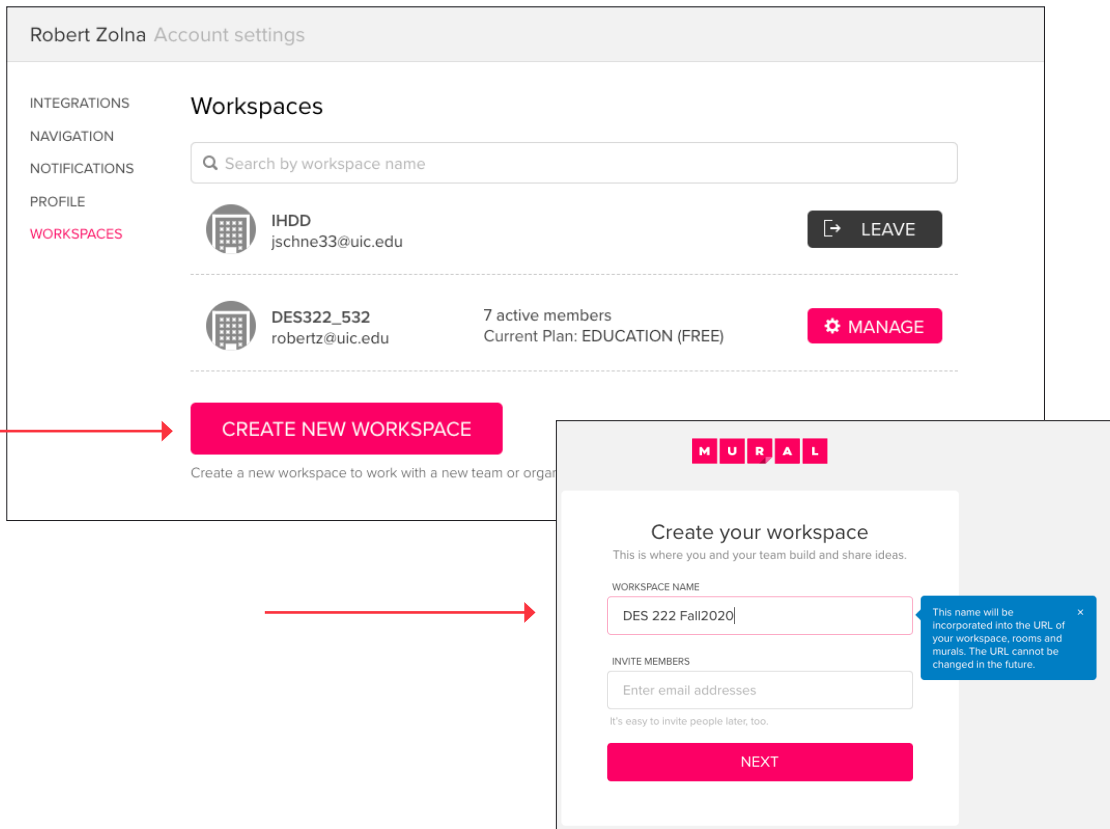 Robert Zolna Account settings
INTEGRATIONS
NAVIGATION
NOTIFICATIONS
PROFILE
WORKSPACES
Workspaces
Search by workspace name
IHDD
jschne33@uic.edu
LEAVE
DES322_532
robertz@uic.edu
7 active members
Current Plan: EDUCATION (FREE)
MANAGE
CREATE NEW WORKSPACE
Create a new workspace to work with a new team or
MURAL
Create your workspace
This is where you and your team build and share ideas.
WORKSPACE NAME
DES 222 Fall2020
This name will be
incorporated into the URL of
your workspace, rooms and
murals. The URL cannot be
changed in the future.
×
INVITE MEMBERS
Enter email addresses
It's easy to invite people later, too.
NEXT